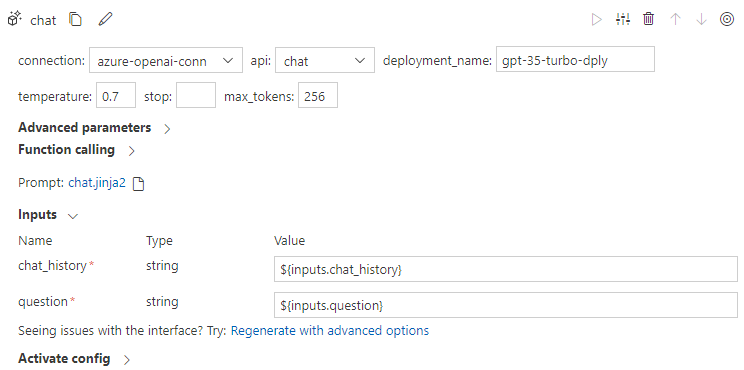 chat
connection: azure-openai-conn api: chat deployment_name: gpt-35-turbo-dply
temperature: 0.7 stop: max_tokens: 256
Advanced parameters
Function calling
Prompt: chat.jinja2
Inputs
Name Type Value
chat_history* string ${inputs.chat_history}
question* string ${inputs.question}
Seeing issues with the interface? Try: Regenerate with advanced options
Activate config